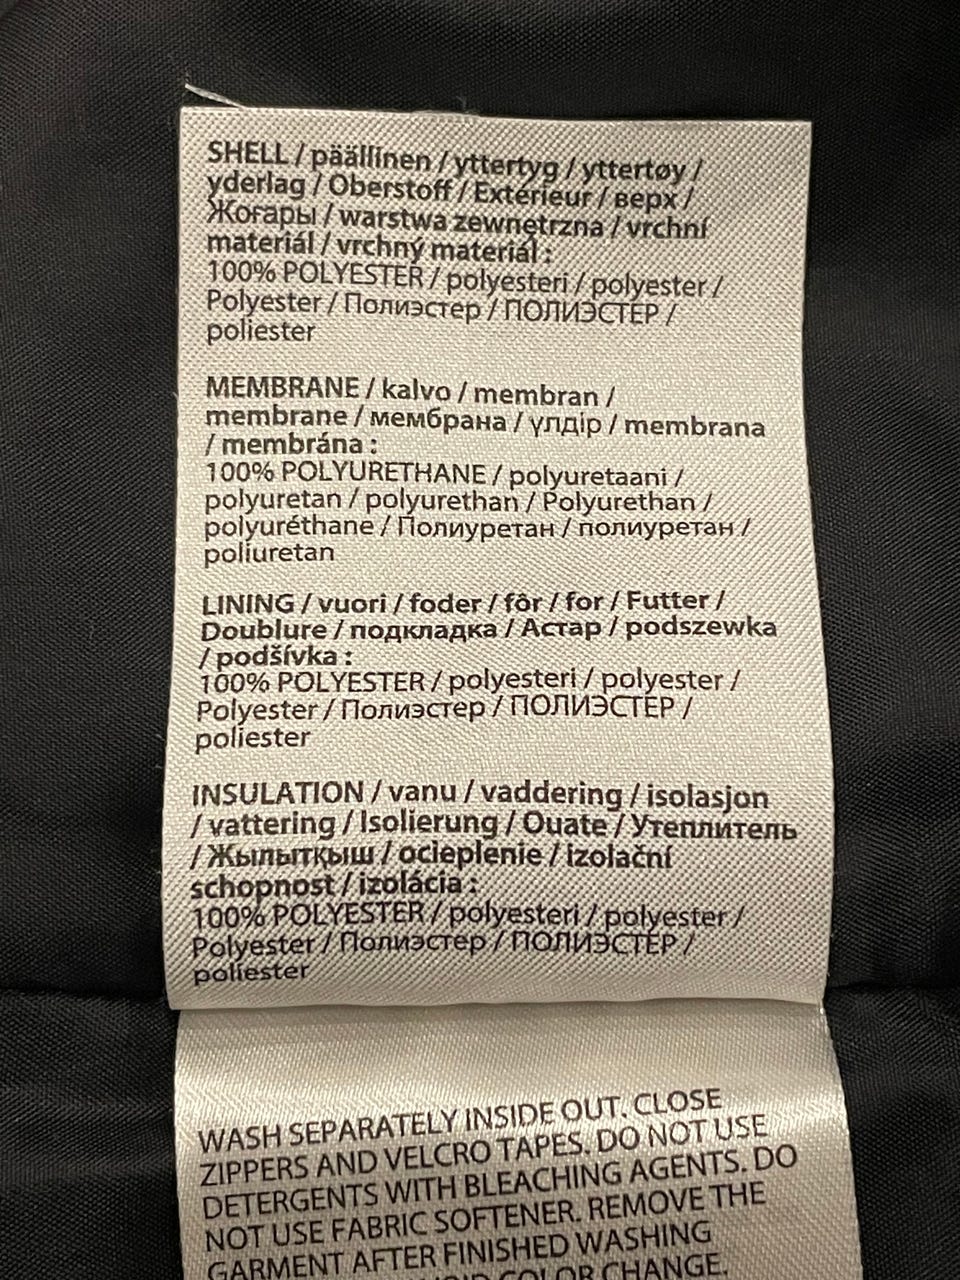 SHELL / päällinen / yttertyg / yttertøy /
yderlag / Oberstoff / Extérieur / верх /
Жоғары / warstwa zewnętrzna / vrchní
materiál / vrchný materiál :
100% POLYESTER / polyesteri / polyester /
Polyester / Полиэстер / ПОЛИЭСТЕР /
poliester
MEMBRANE / kalvo / membran /
membrane / мембрана / үлдір / membrana
/ membrána :
100% POLYURETHANE / polyuretaani /
polyuretan / polyurethan / Polyurethan /
polyuréthane / Полиуретан / полиуретан /
poliuretan
LINING / vuori / foder / fôr / for / Futter /
Doublure / подкладка / Астар / podszewka
/ podšívka :
100% POLYESTER / polyesteri / polyester /
Polyester / Полиэстер / ПОЛИЭСТЕР /
poliester
INSULATION / vanu / vaddering / isolasjon
/ vattering / Isolierung / Ouate / Утеплитель
/ Жылытқыш / ocieplenie / izolační
schopnost / izolácia :
100% POLYESTER / polyesteri / polyester /
Polyester / Полиэстер / ПОЛИЭСТЕР /
poliester
WASH SEPARATELY INSIDE OUT. CLOSE
ZIPPERS AND VELCRO TAPES. DO NOT USE
DETERGENTS WITH BLEACHING AGENTS. DO
NOT USE FABRIC SOFTENER. REMOVE THE
GARMENT AFTER FINISHED WASHING
COLOR CHANGE.